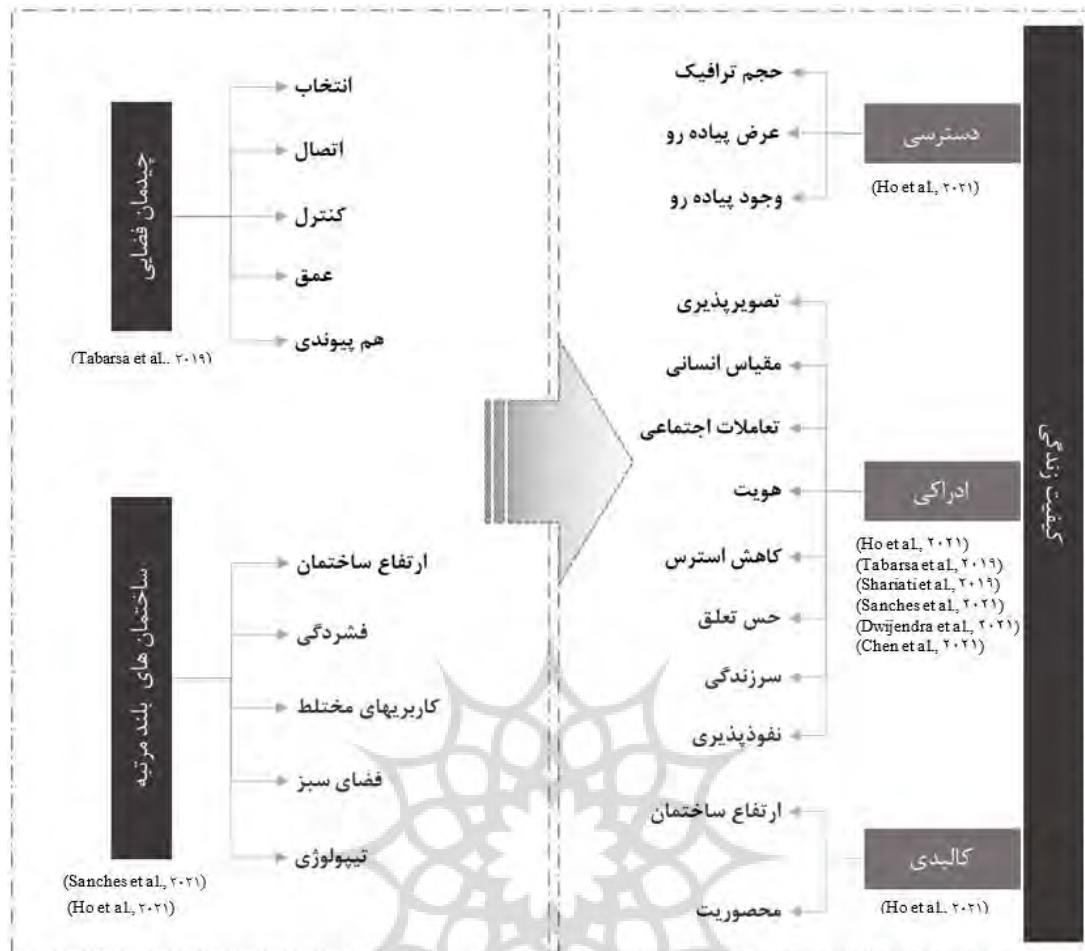 کیفیت زندگی
دسترسی
(Ho et al., ۲۰۲۱)
حجم ترافیک
عرض پیاده رو
وجود پیاده رو
ادراکی
(Ho et al., ۲۰۲۱)
(Tabarsa et al., ۲۰۱۹)
(Shariati et al., ۲۰۱۹)
(Sanches et al., ۲۰۲۱)
(Dwijendra et al., ۲۰۲۱)
(Chen et al., ۲۰۲۱)
تصویرپذیری
مقیاس انسانی
تعاملات اجتماعی
هویت
کاهش استرس
حس تعلق
سرزندگی
نفوذپذیری
کالبدی
(Ho et al., ۲۰۲۱)
ارتفاع ساختمان
محصوریت
انتخاب
اتصال
کنترل
عمق
هم پیوندی
چیدمان فضایی
(Tabarsa et al., ۲۰۱۹)
ارتفاع ساختمان
فشردگی
کاربریهای مختلط
فضای سبز
تیپولوژی
ساختمان های بلند مرتبه
(Sanches et al., ۲۰۲۱)
(Ho et al., ۲۰۲۱)